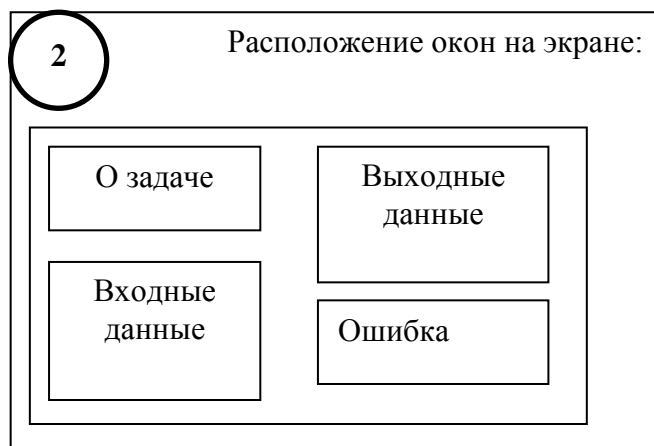 2
Расположение окон на экране:
О задаче
Входные
данные
Выходные
данные
Ошибка